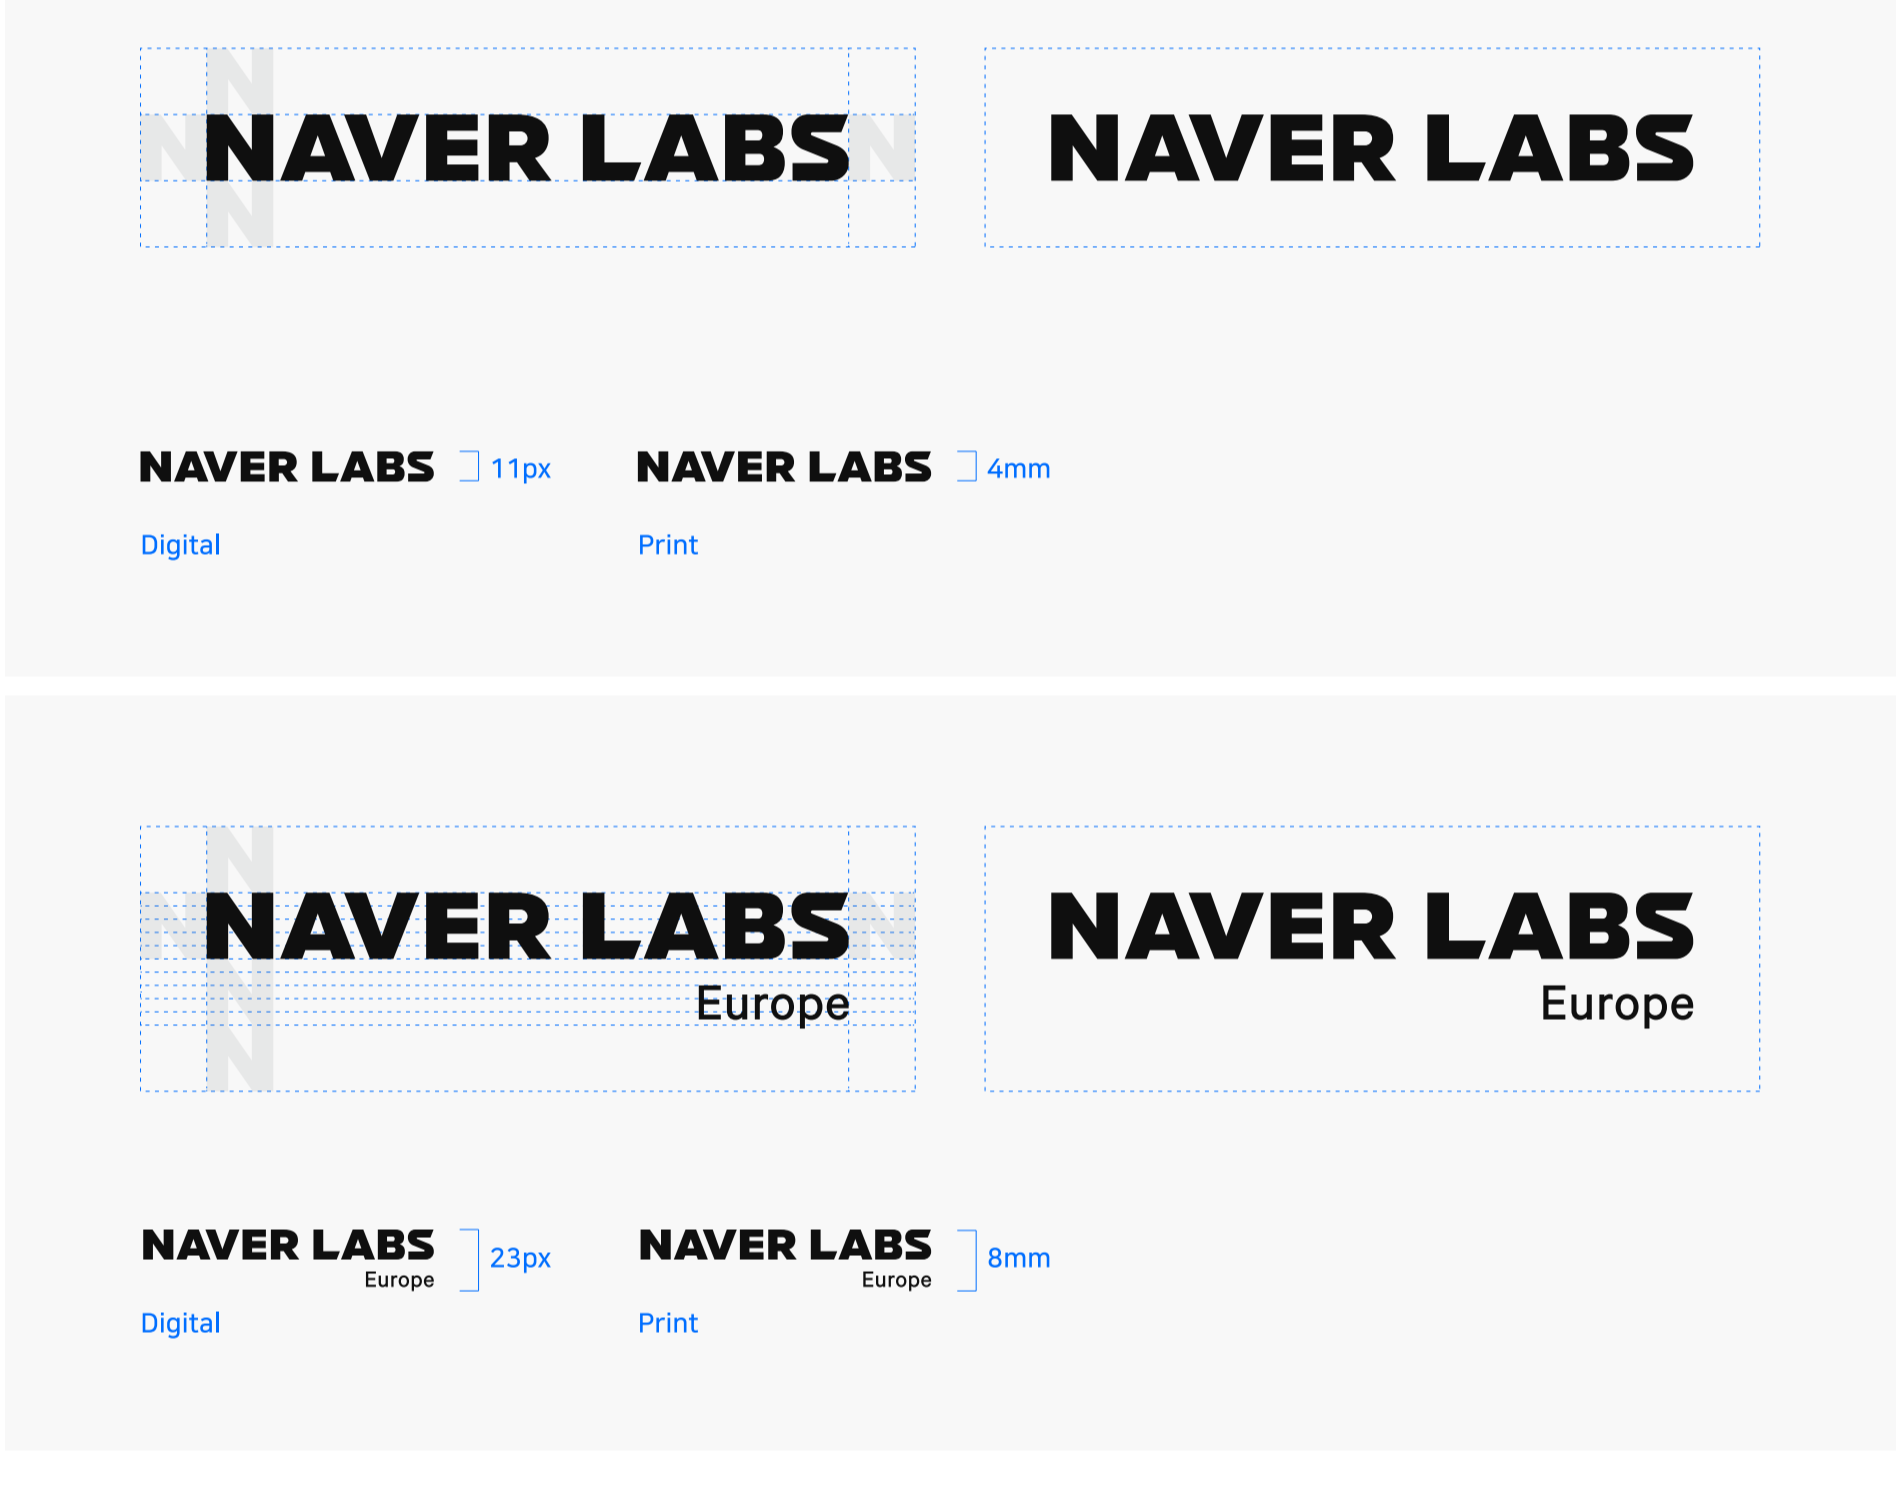 NAVER LABS
NAVER LABS
NAVER LABS 11px
NAVER LABS 4mm
Digital
Print
NAVER LABS
Europe
NAVER LABS
Europe
NAVER LABS
Europe
23px
NAVER LABS
Europe
8mm
Digital
Print